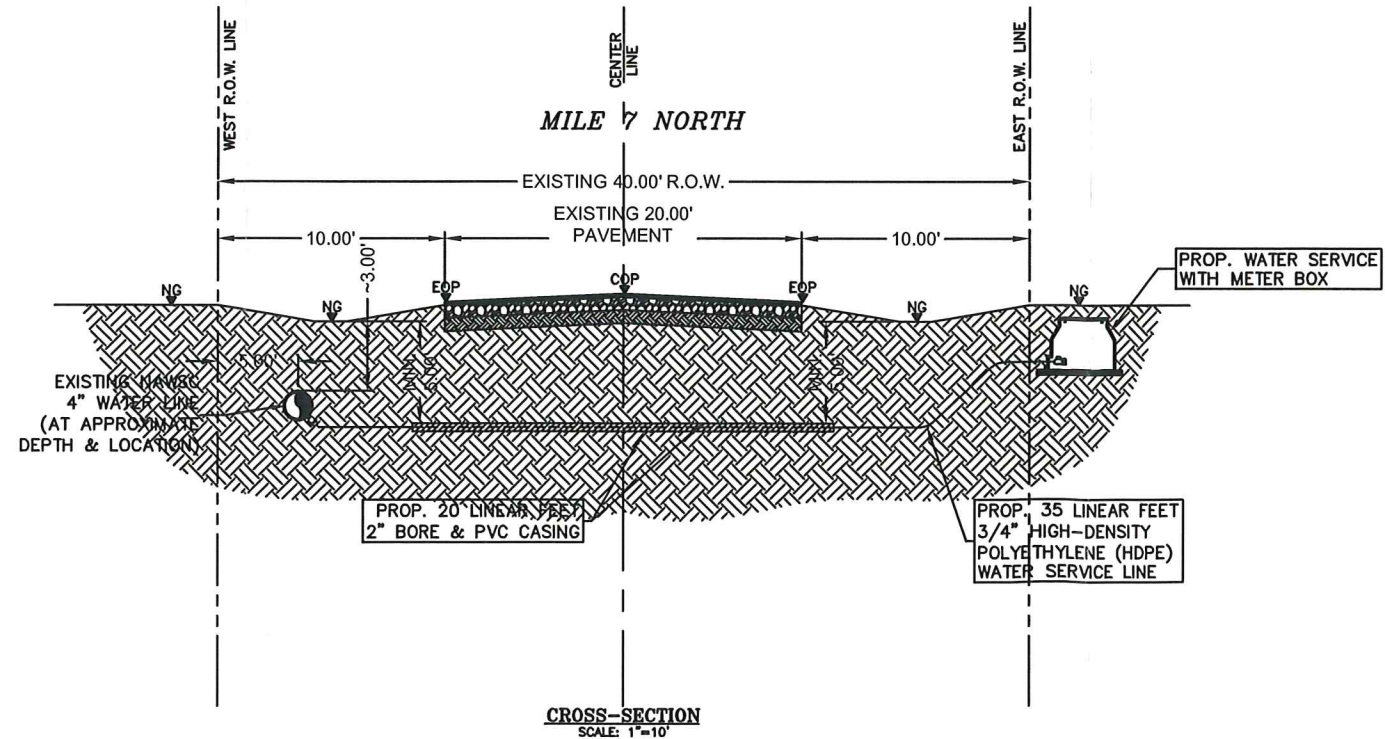 WEST R.O.W. LINE
CENTER
LINE
EAST R.O.W. LINE
MILE 7 NORTH
EXISTING 40.00' R.O.W.
EXISTING 20.00'
PAVEMENT
10.00'
10.00'
~3.00'
PROP. WATER SERVICE
WITH METER BOX
NG
NG
EOP
COP
EOP
NG
NG
5.00'
MIN.
5.00'
MIN.
5.00'
EXISTING NAWSC
4" WATER LINE
(AT APPROXIMATE
DEPTH & LOCATION)
PROP. 20 LINEAR FEET
2" BORE & PVC CASING
PROP. 35 LINEAR FEET
3/4" HIGH-DENSITY
POLYETHYLENE (HDPE)
WATER SERVICE LINE
CROSS-SECTION
SCALE: 1"=10'